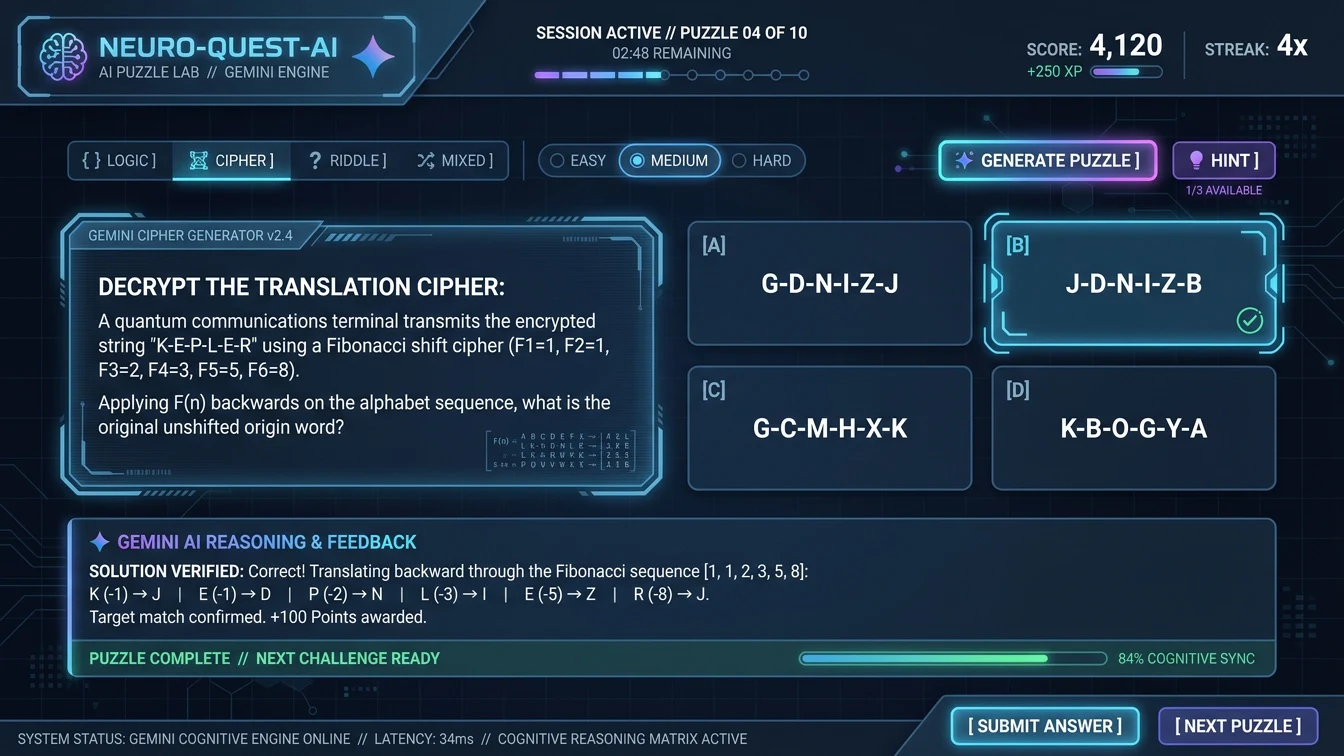 NEURO-QUEST-AI
AI PUZZLE LAB // GEMINI ENGINE
SESSION ACTIVE // PUZZLE 04 OF 10
02:48 REMAINING
SCORE: 4,120
+250 XP
STREAK: 4x
{ } LOGIC ]
CIPHER ]
? RIDDLE ]
MIXED ]
EASY
MEDIUM
HARD
GENERATE PUZZLE ]
HINT ]
1/3 AVAILABLE
GEMINI CIPHER GENERATOR v2.4
DECRYPT THE TRANSLATION CIPHER:
A quantum communications terminal transmits the encrypted
string "K-E-P-L-E-R" using a Fibonacci shift cipher (F1=1, F2=1,
F3=2, F4=3, F5=5, F6=8).
Applying F(n) backwards on the alphabet sequence, what is the
original unshifted origin word?
[A]
G-D-N-I-Z-J
[B]
J-D-N-I-Z-B
[C]
G-C-M-H-X-K
[D]
K-B-O-G-Y-A
GEMINI AI REASONING & FEEDBACK
SOLUTION VERIFIED: Correct! Translating backward through the Fibonacci sequence [1, 1, 2, 3, 5, 8]:
K (-1) → J | E (-1) → D | P (-2) → N | L (-3) → I | E (-5) → Z | R (-8) → J.
Target match confirmed. +100 Points awarded.
PUZZLE COMPLETE // NEXT CHALLENGE READY
84% COGNITIVE SYNC
[ SUBMIT ANSWER ]
[ NEXT PUZZLE ]
SYSTEM STATUS: GEMINI COGNITIVE ENGINE ONLINE // LATENCY: 34ms // COGNITIVE REASONING MATRIX ACTIVE